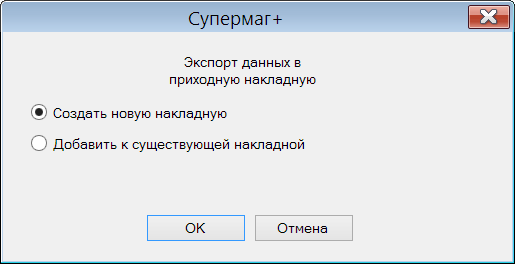 Супермаг+
Экспорт данных в
приходную накладную
Создать новую накладную
Добавить к существующей накладной
OK
Отмена